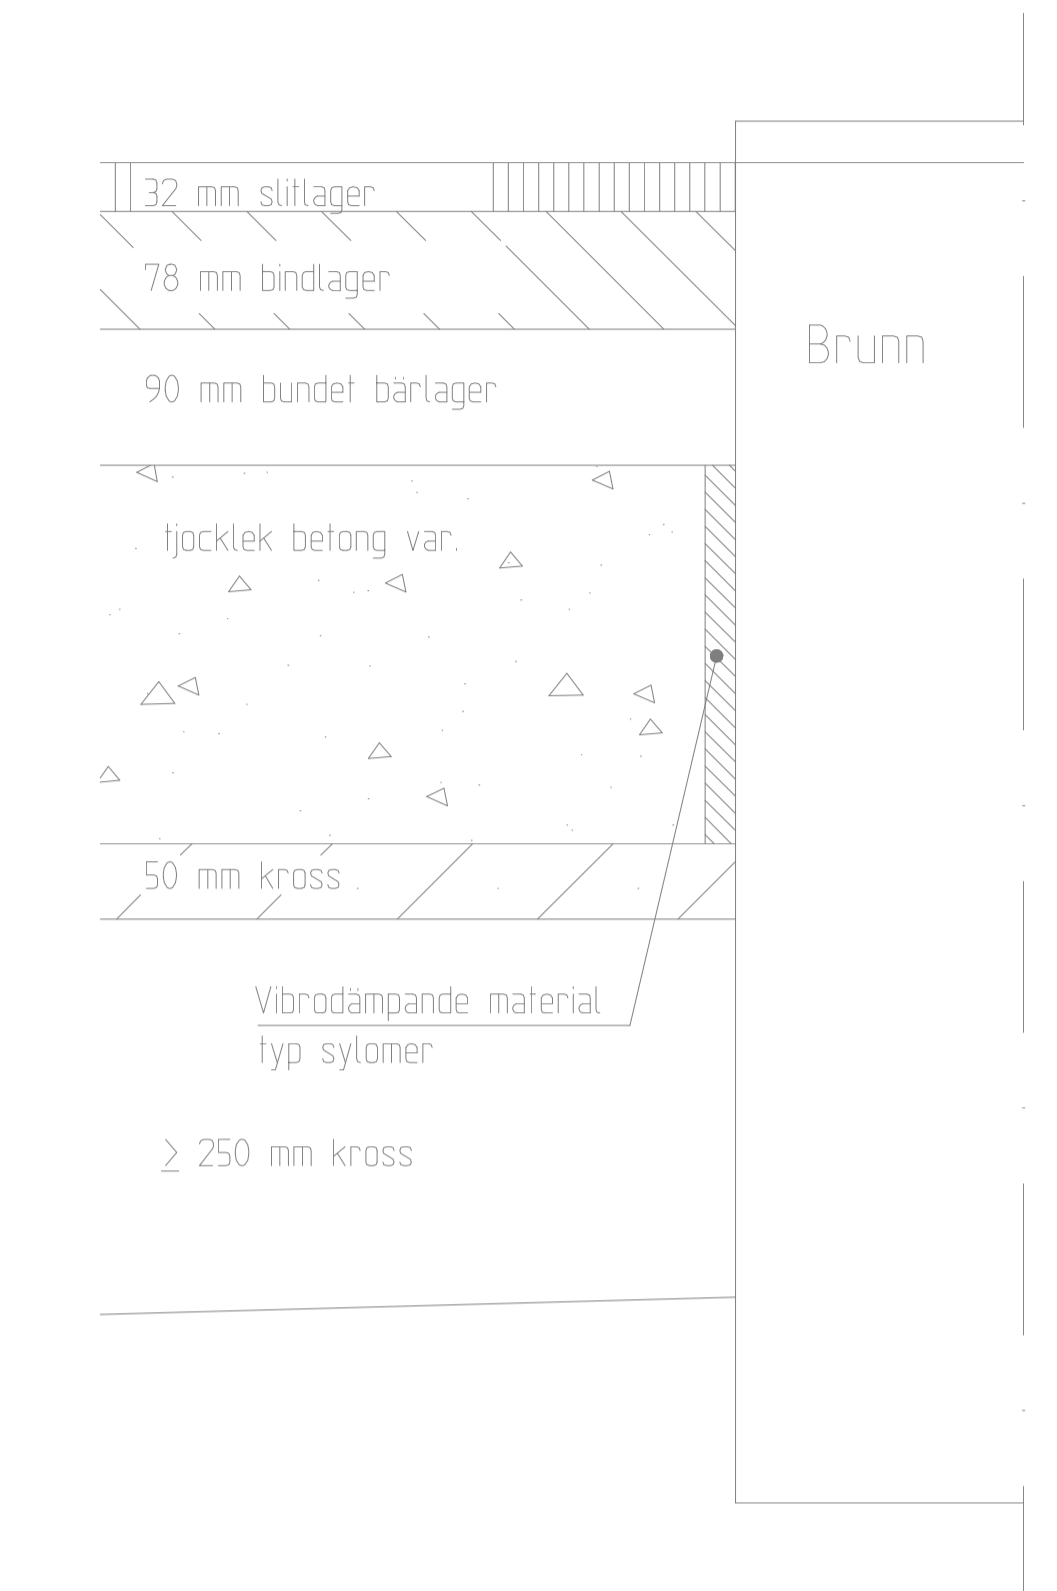 32 mm slitlager
78 mm bindlager
Brunn
90 mm bundet bärlager
tjocklek betong var.
50 mm kross
Vibrodämpande material
typ sylomer
≥ 250 mm kross